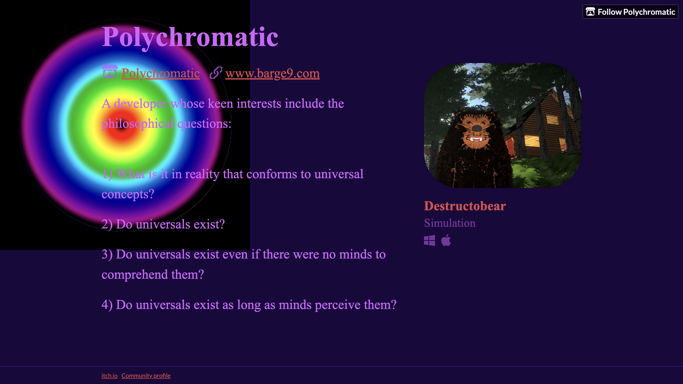 Follow Polychromatic
Polychromatic
Polychromatic www.barge9.com
A developer whose keen interests include the
philosophical questions:
1) What is it in reality that conforms to universal
concepts?
2) Do universals exist?
3) Do universals exist even if there were no minds to
comprehend them?
4) Do universals exist as long as minds perceive them?
Destructobear
Simulation
itch.io · Community profile